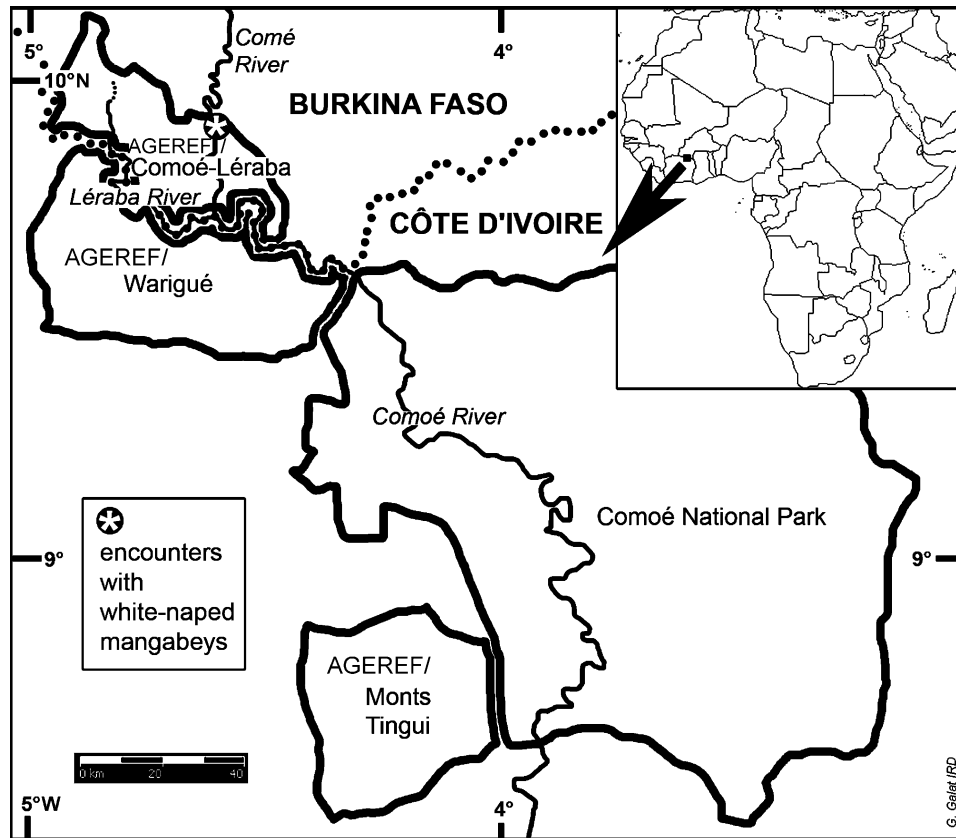 5°
4°
10°N
Comé
River
BURKINA FASO
AGEREF/
Comoé-Léraba
Léraba River
CÔTE D'IVOIRE
AGEREF/
Warigué
Comoé River
Comoé National Park
encounters
with
white-naped
mangabeys
9°
9°
AGEREF/
Monts
Tingui
0 km 20 40
5°W
4°
G. Galat IRD